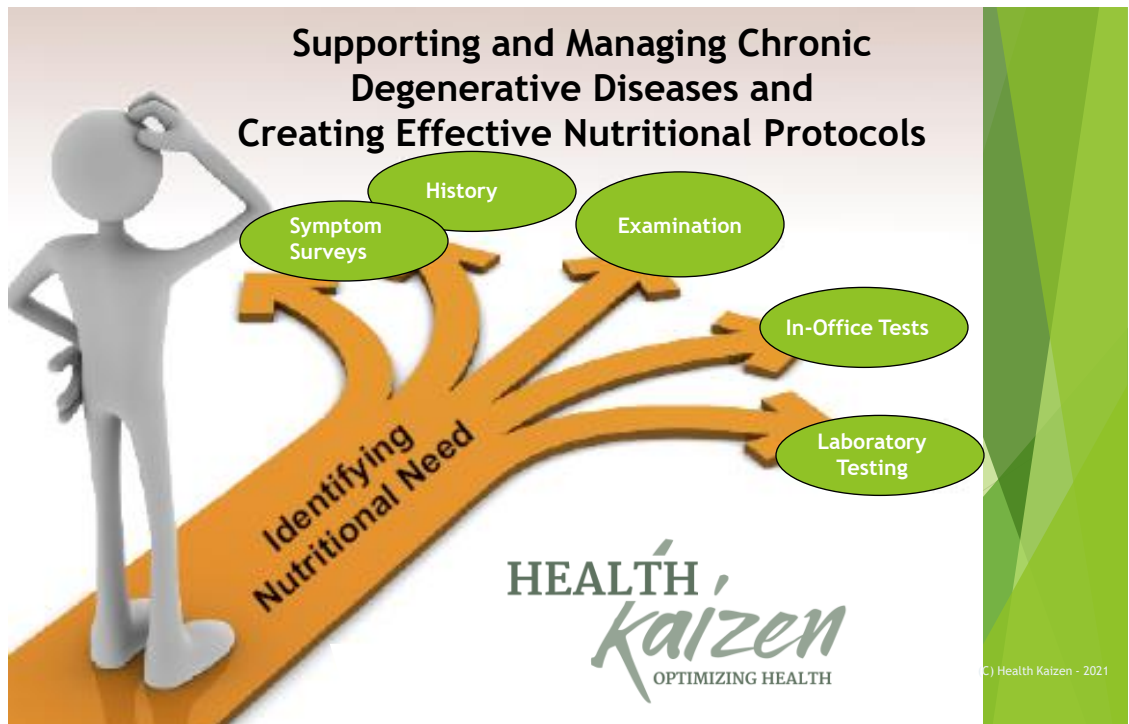 Supporting and Managing Chronic
Degenerative Diseases and
Creating Effective Nutritional Protocols
History
Symptom
Surveys
Examination
In-Office Tests
Laboratory
Testing
Identifying
Nutritional Need
HEALTH
Kaizen
OPTIMIZING HEALTH
C) Health Kaizen - 2021